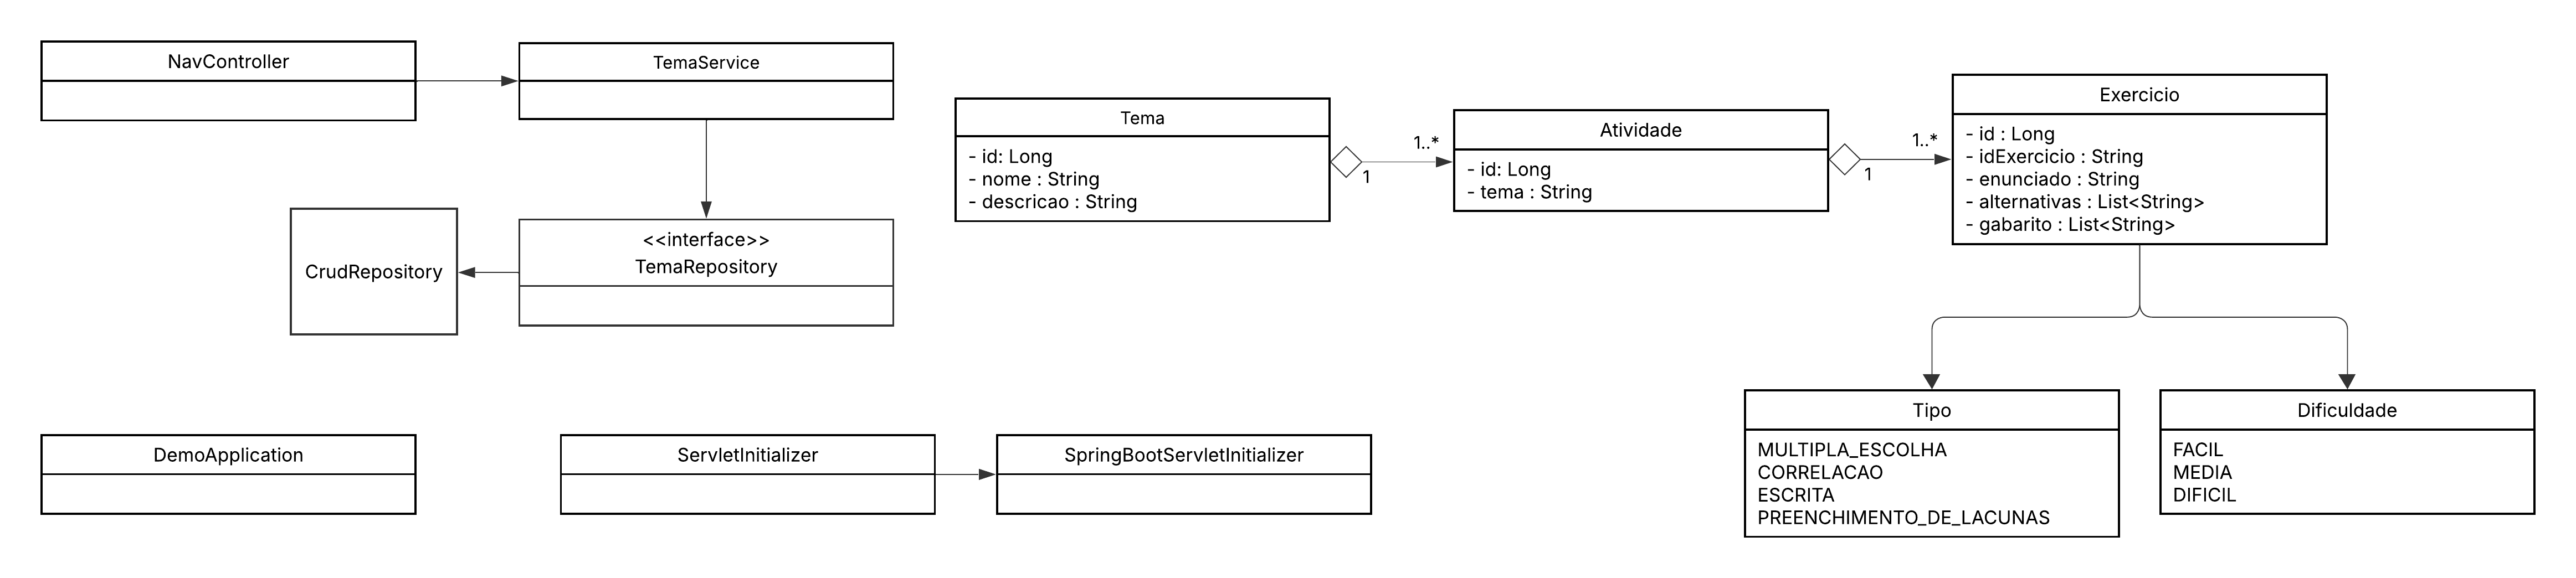 NavController
TemaService
<<interface>>
TemaRepository
CrudRepository
Tema
- id: Long
- nome : String
- descricao : String
1..*
1
Atividade
- id: Long
- tema : String
1..*
1
Exercicio
- id : Long
- idExercicio : String
- enunciado : String
- alternativas : List<String>
- gabarito : List<String>
DemoApplication
ServletInitializer
SpringBootServletInitializer
Tipo
MULTIPLA_ESCOLHA
CORRELACAO
ESCRITA
PREENCHIMENTO_DE_LACUNAS
Dificuldade
FACIL
MEDIA
DIFICIL